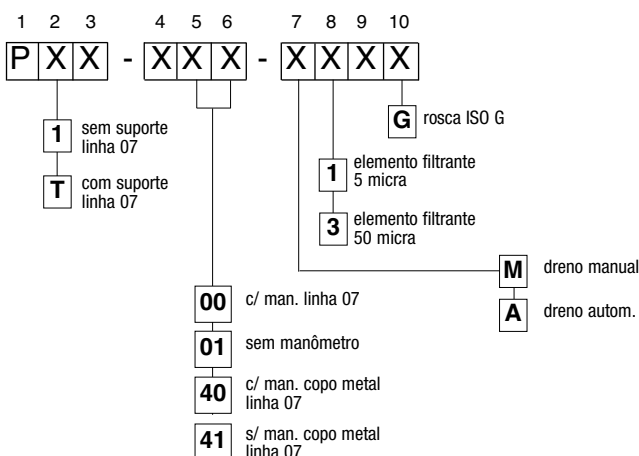 1 2 3 4 5 6 7 8 9 10
P X X - X X X - X X X X
G rosca ISO G
1 sem suporte
linha 07
T com suporte
linha 07
1 elemento filtrante
5 micra
3 elemento filtrante
50 micra
M dreno manual
A dreno autom.
00 c/ man. linha 07
01 sem manômetro
40 c/ man. copo metal
linha 07
41 s/ man. copo metal
linha 07